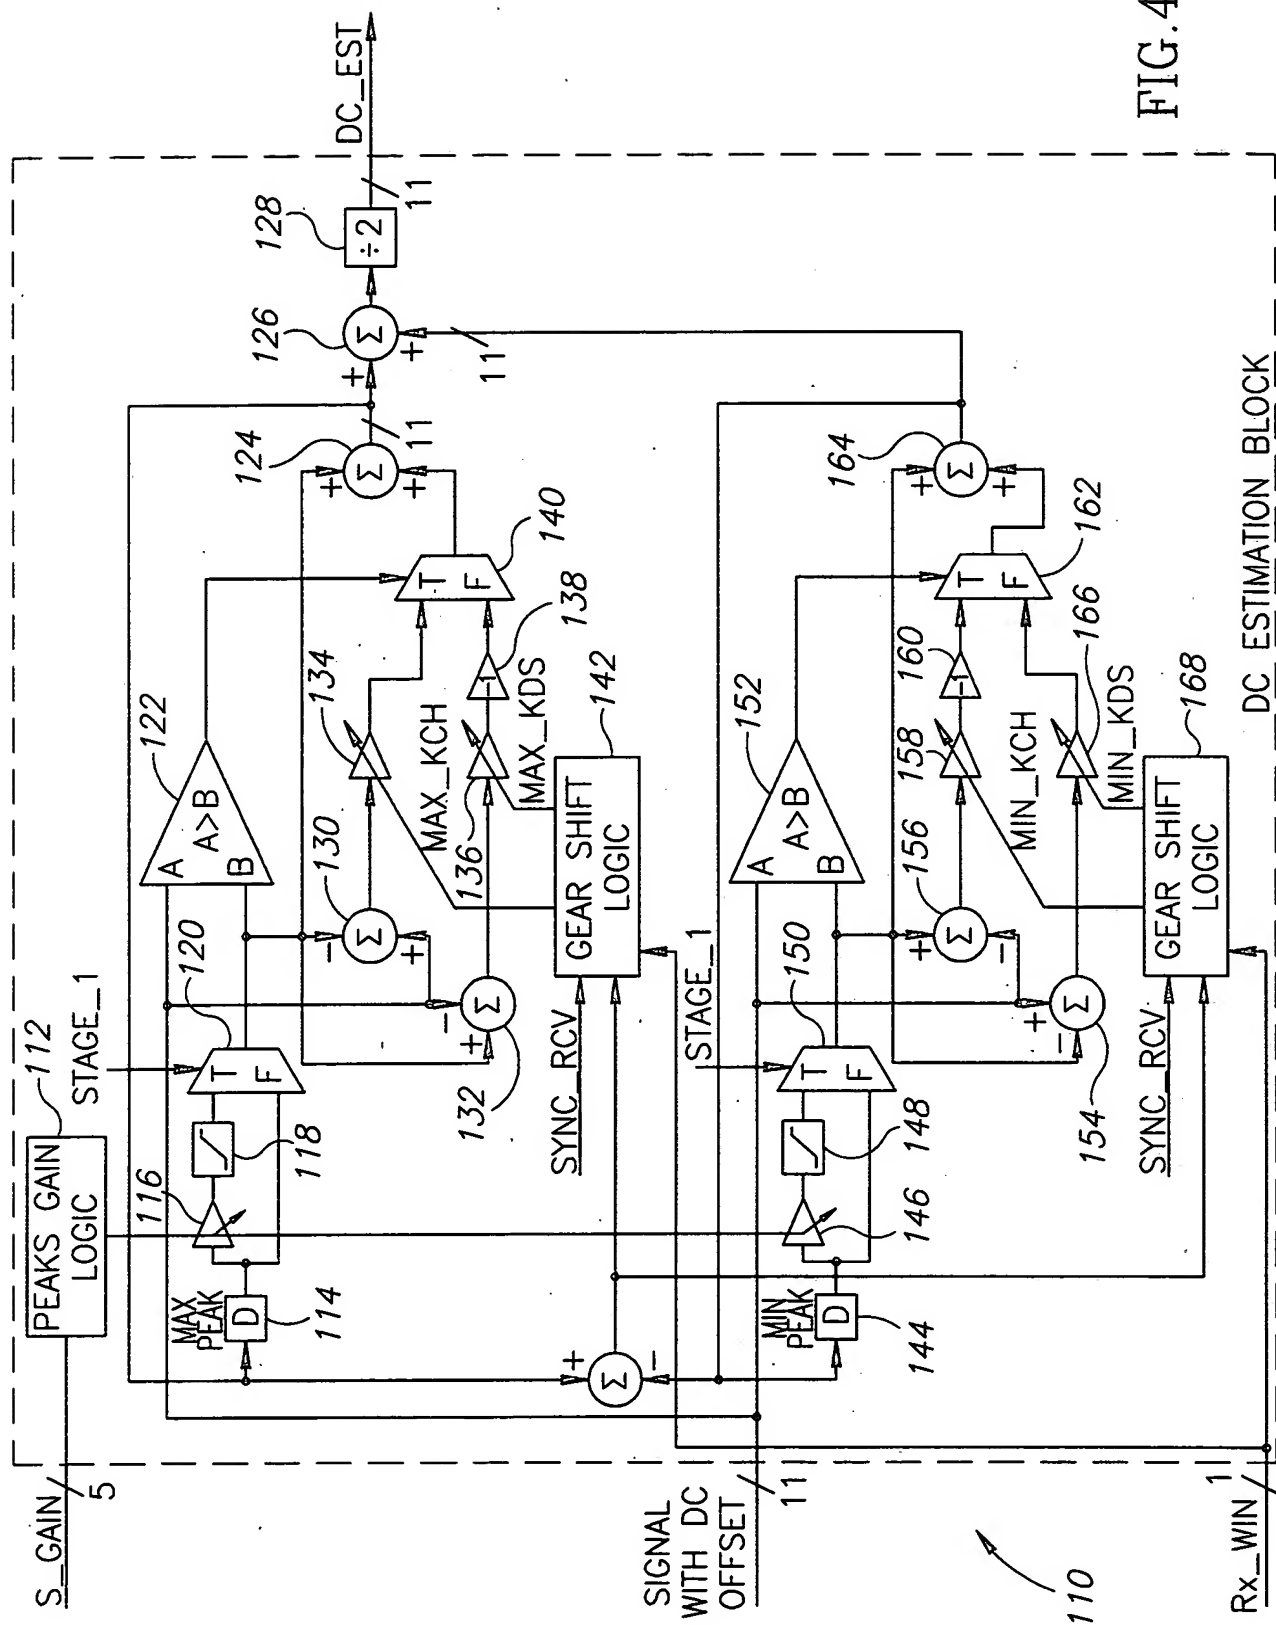 FIG.4
110
S_GAIN
5
SIGNAL
WITH DC
OFFSET
11
Rx_WIN
1
DC ESTIMATION BLOCK
PEAKS GAIN
LOGIC
112
STAGE_1
MAX
PEAK
D
114
116
118
T
F
120
A
A>B
B
122
Σ
130
Σ
132
134
MAX_KCH
136
MAX_KDS
-1
138
T
F
140
GEAR SHIFT
LOGIC
142
SYNC_RCV
Σ
124
11
Σ
126
11
÷2
128
11
DC_EST
Σ
+
-
STAGE_1
MIN
PEAK
D
144
146
148
T
F
150
A
A>B
B
152
Σ
156
Σ
154
158
MIN_KCH
-1
160
166
MIN_KDS
T
F
162
Σ
164
GEAR SHIFT
LOGIC
168
SYNC_RCV